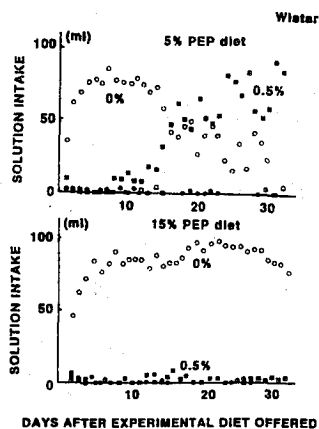 Wistar
100 (ml) 5% PEP diet
0.5%
0%
50
SOLUTION INTAKE
0
10 20 30
(ml) 15% PEP diet
100
0%
50
SOLUTION INTAKE
0.5%
0
10 20 30
DAYS AFTER EXPERIMENTAL DIET OFFERED